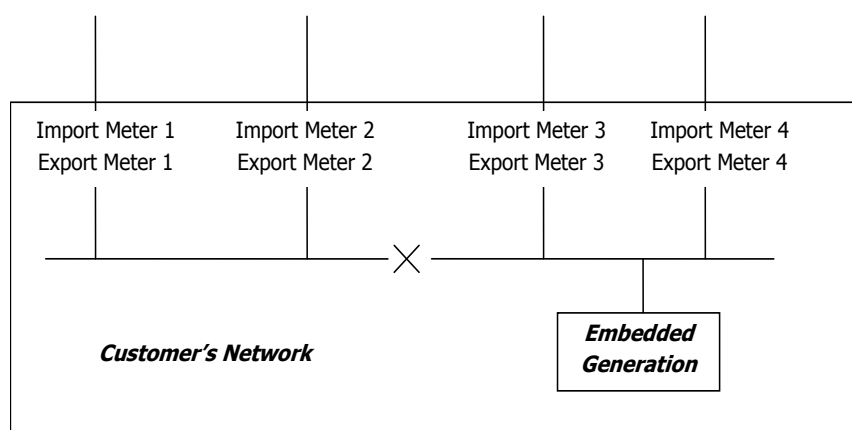 Import Meter 1
Export Meter 1
Import Meter 2
Export Meter 2
Import Meter 3
Export Meter 3
Import Meter 4
Export Meter 4
Customer’s Network
Embedded
Generation